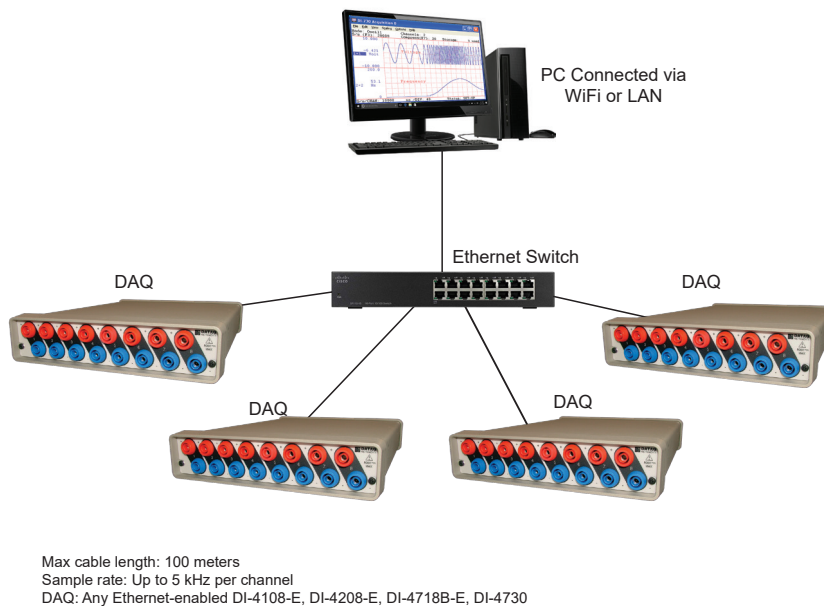 PC Connected via
WiFi or LAN
Ethernet Switch
DAQ
DAQ
DAQ
DAQ
Max cable length: 100 meters
Sample rate: Up to 5 kHz per channel
DAQ: Any Ethernet-enabled DI-4108-E, DI-4208-E, DI-4718B-E, DI-4730